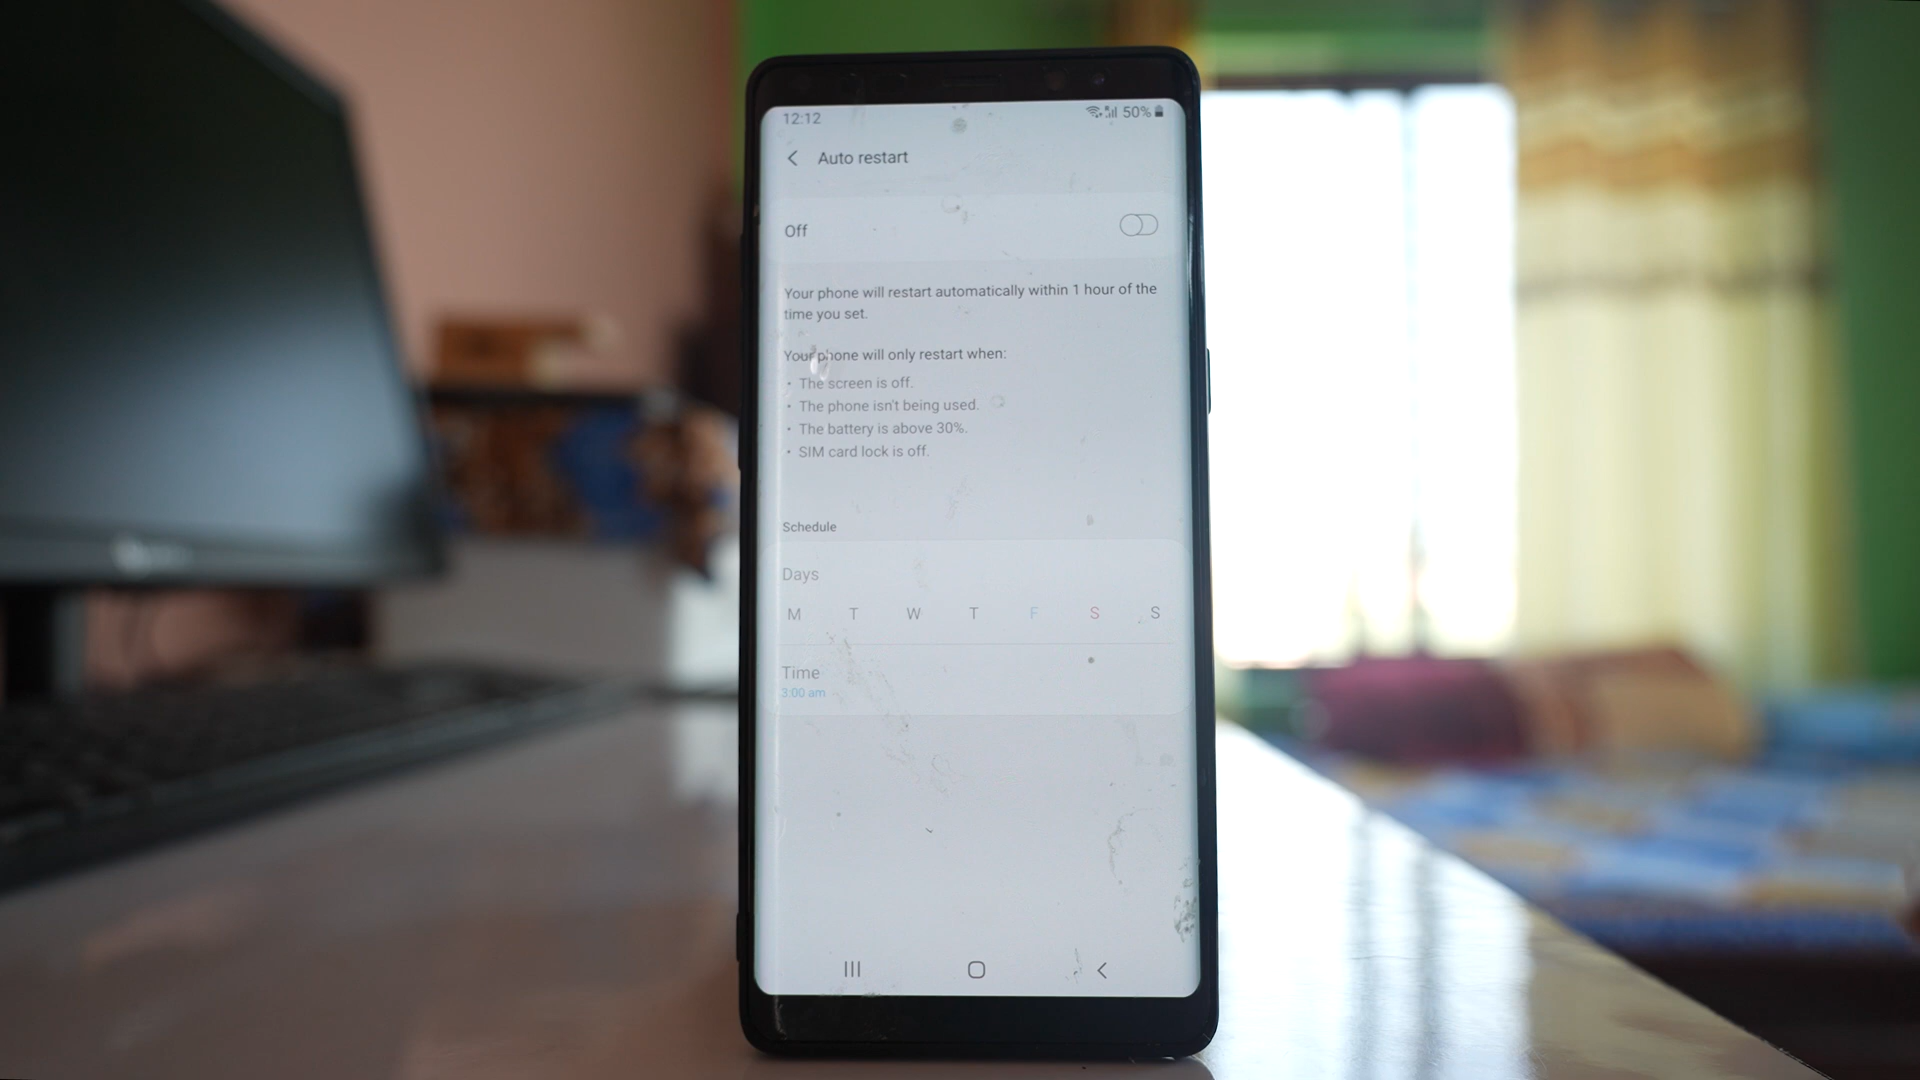 12:12 50%
Auto restart
Off
Your phone will restart automatically within 1 hour of the
time you set.
Your phone will only restart when:
• The screen is off.
• The phone isn't being used.
• The battery is above 30%.
• SIM card lock is off.
Schedule
Days
M T W T F S S
Time
3:00 am